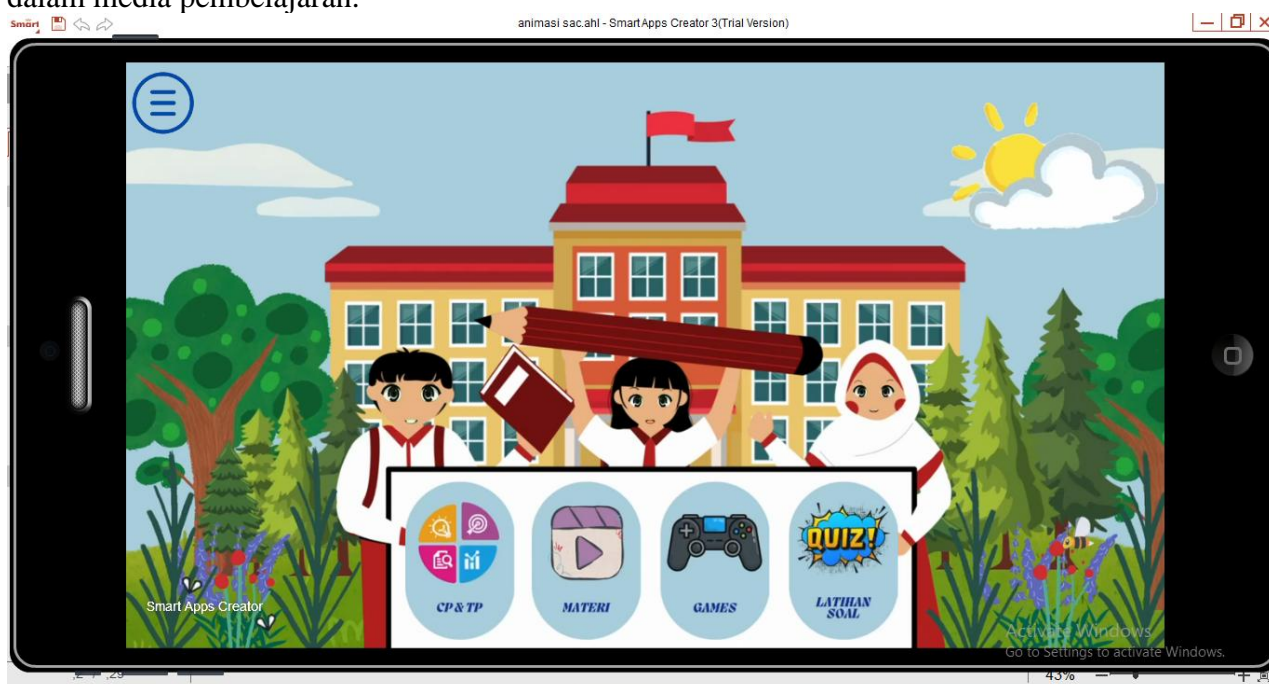 dalam media pembelajaran.
Smart
animasi sac.ahl - SmartApps Creator 3(Trial Version)
QUIZ!
CP & TP
MATERI
GAMES
LATIHAN
SOAL
Smart Apps Creator
Activate Windows
Go to Settings to activate Windows.
43%